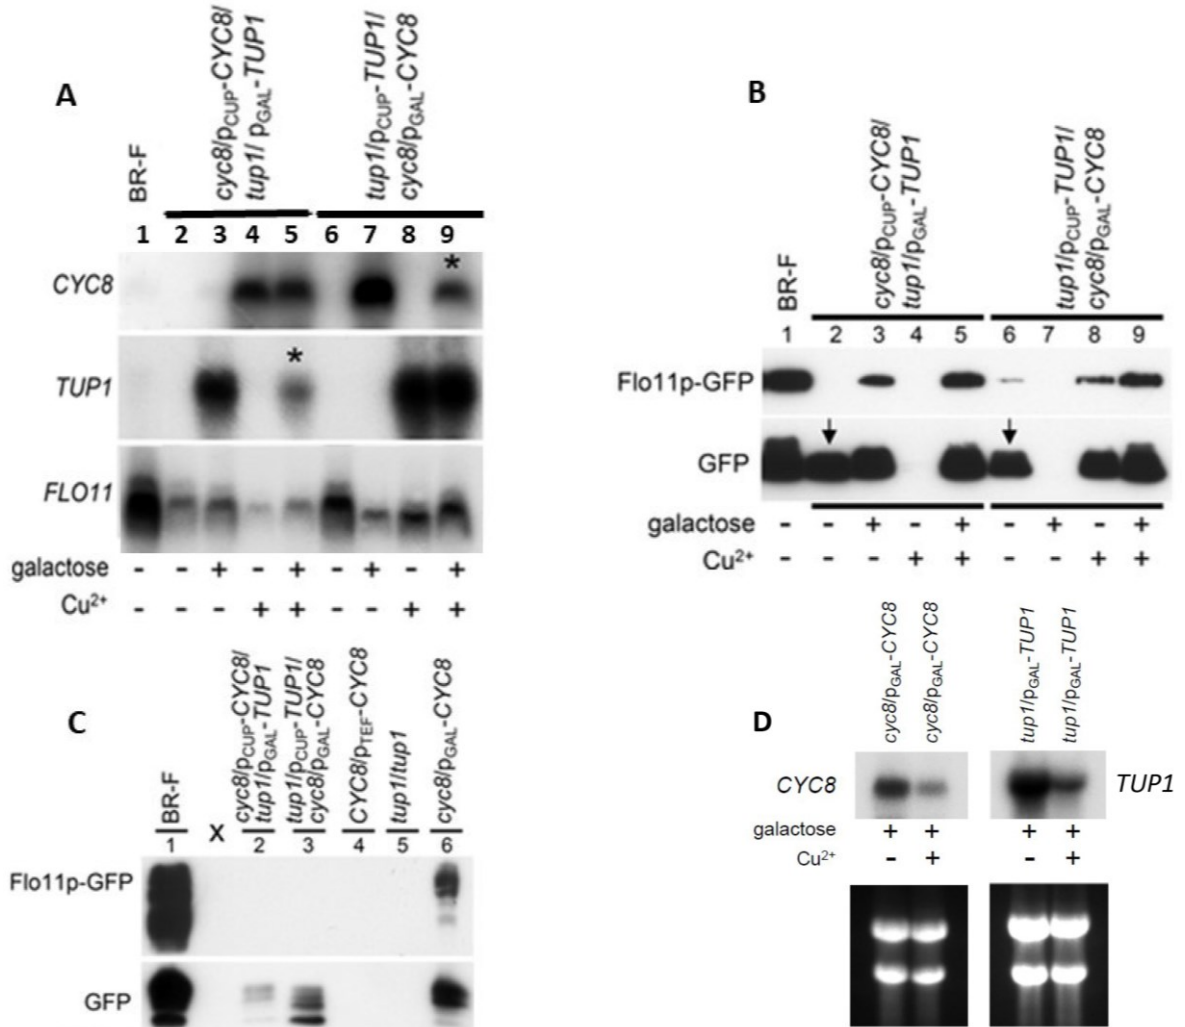 A
BR-F
cyc8/pCUP-CYC8/
tup1/ pGAL-TUP1
tup1/pCUP-TUP1/
cyc8/pGAL-CYC8
1 2 3 4 5 6 7 8 9
*
CYC8
*
TUP1
FLO11
galactose - - + - + - + - +
Cu2+ - - - + + - - + +
B
BR-F
cyc8/pCUP-CYC8/
tup1/pGAL-TUP1
tup1/pCUP-TUP1/
cyc8/pGAL-CYC8
1 2 3 4 5 6 7 8 9
Flo11p-GFP
GFP
galactose - - + - + - + - +
Cu2+ - - - + + - - + +
C
BR-F
X
cyc8/pCUP-CYC8/
tup1/pGAL-TUP1
tup1/pCUP-TUP1/
cyc8/pGAL-CYC8
CYC8/pTEF-CYC8
tup1/tup1
cyc8/pGAL-CYC8
1 2 3 4 5 6
Flo11p-GFP
GFP
D
cyc8/pGAL-CYC8
cyc8/pGAL-CYC8
tup1/pGAL-TUP1
tup1/pGAL-TUP1
CYC8
TUP1
galactose + + + +
Cu2+ - + - +